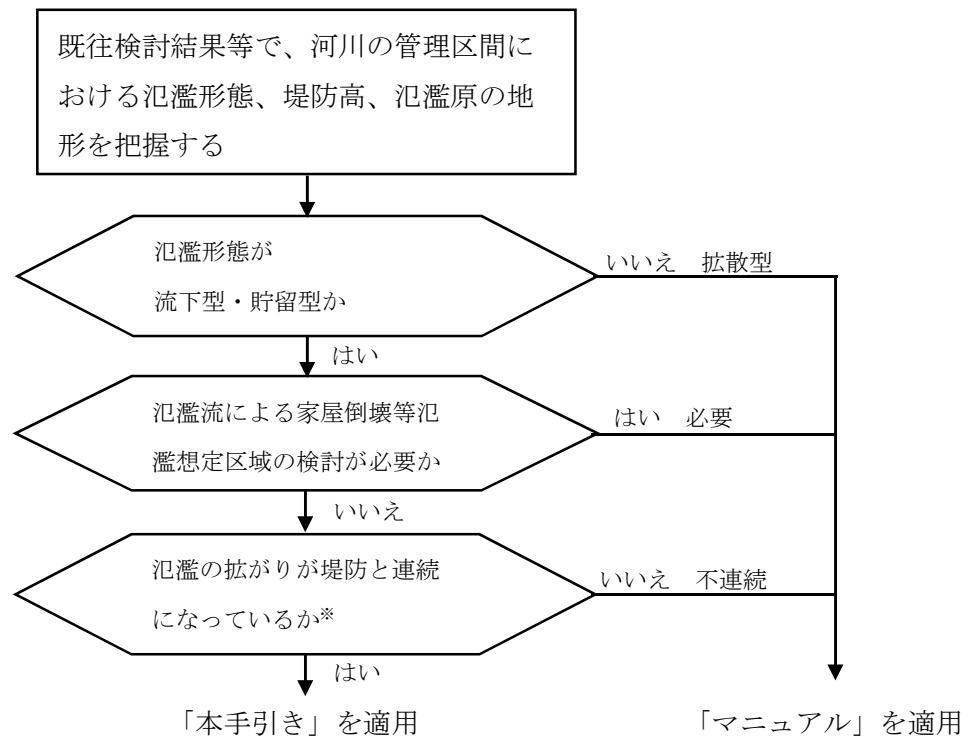 既往検討結果等で、河川の管理区間に
おける氾濫形態、堤防高、氾濫原の地
形を把握する
氾濫形態が
流下型・貯留型か
いいえ　拡散型
はい
氾濫流による家屋倒壊等氾
濫想定区域の検討が必要か
はい　必要
いいえ
氾濫の拡がりが堤防と連続
になっているか※
いいえ　不連続
はい
「本手引き」を適用
「マニュアル」を適用